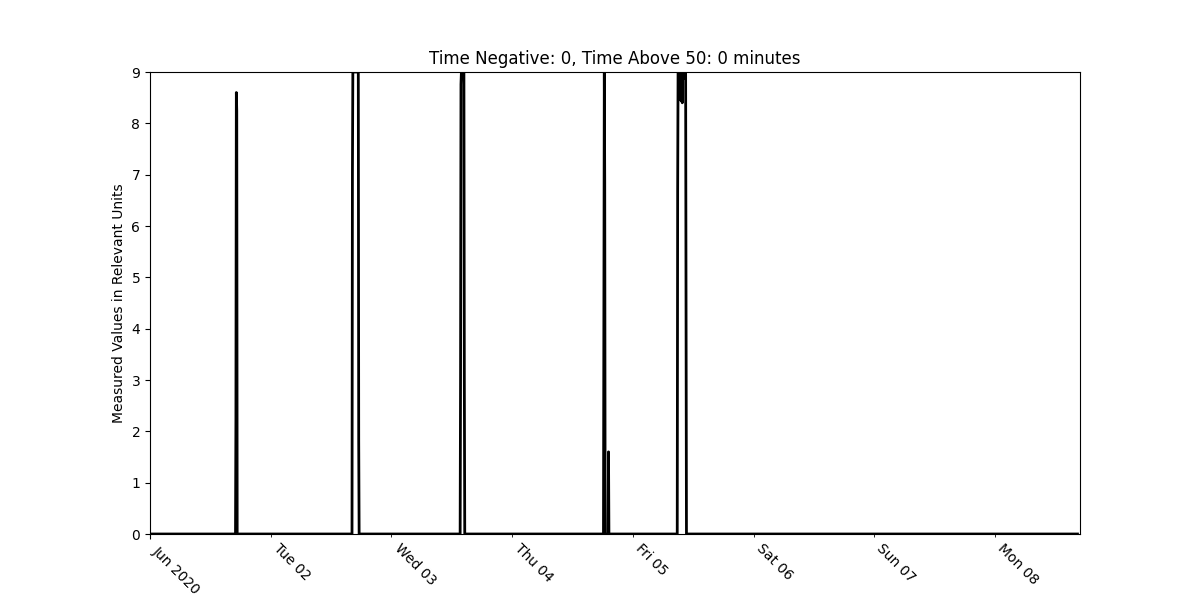 Time Negative: 0, Time Above 50: 0 minutes
Measured Values in Relevant Units
9
8
7
6
5
4
3
2
1
0
Jun 2020
Tue 02
Wed 03
Thu 04
Fri 05
Sat 06
Sun 07
Mon 08